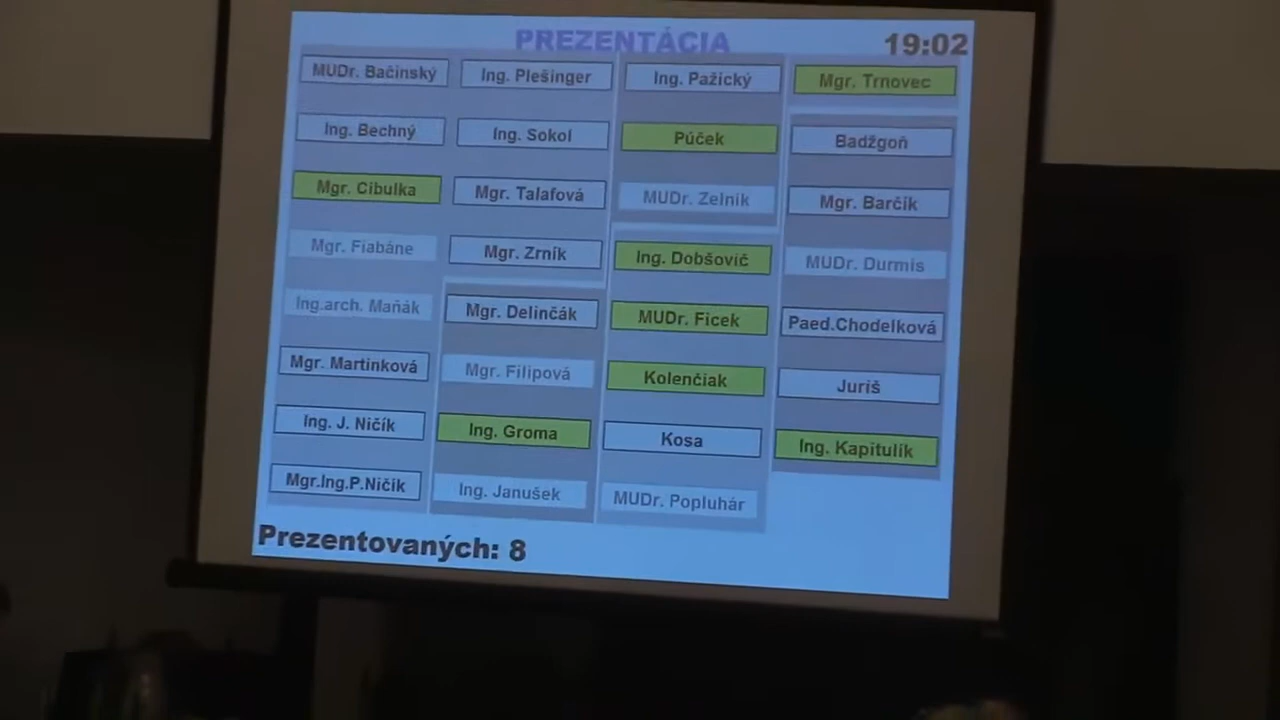 PREZENTÁCIA
19:02
MUDr. Bačinský
Ing. Bechný
Mgr. Cibulka
Mgr. Fiabáne
Ing.arch. Maňák
Mgr. Martinková
Ing. J. Ničík
Mgr.Ing.P.Ničík
Ing. Plešinger
Ing. Sokol
Mgr. Talafová
Mgr. Zrník
Mgr. Delinčák
Mgr. Filipová
Ing. Groma
Ing. Janušek
Ing. Pažický
Púček
MUDr. Zelník
Ing. Dobšovič
MUDr. Ficek
Kolenčiak
Kosa
MUDr. Popluhár
Mgr. Trnovec
Badžgoň
Mgr. Barčík
MUDr. Durmis
Paed.Chodelková
Juriš
Ing. Kapitulík
Prezentovaných: 8